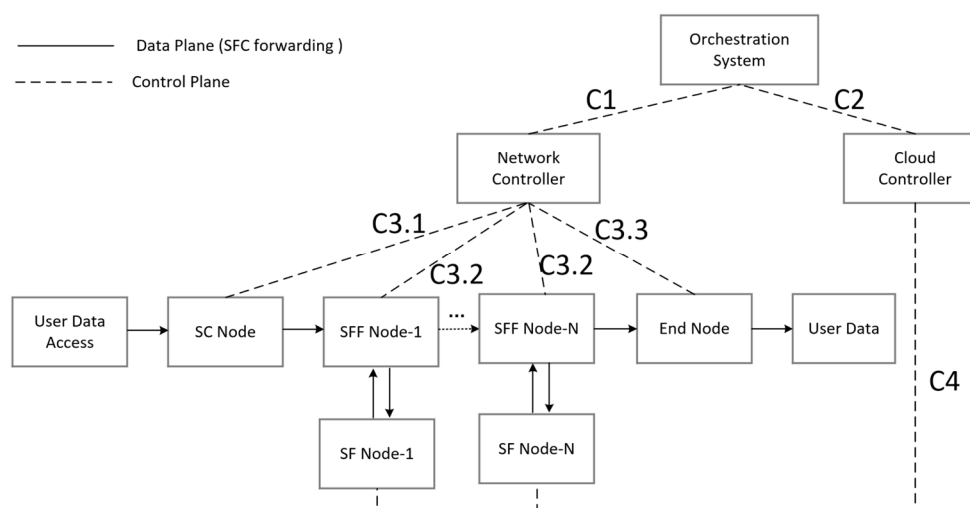 Data Plane (SFC forwarding )
Control Plane
Orchestration
System
C1
C2
Network
Controller
Cloud
Controller
C3.1
C3.2
C3.2
C3.3
User Data
Access
SC Node
SFF Node-1
...
SFF Node-N
End Node
User Data
C4
SF Node-1
SF Node-N